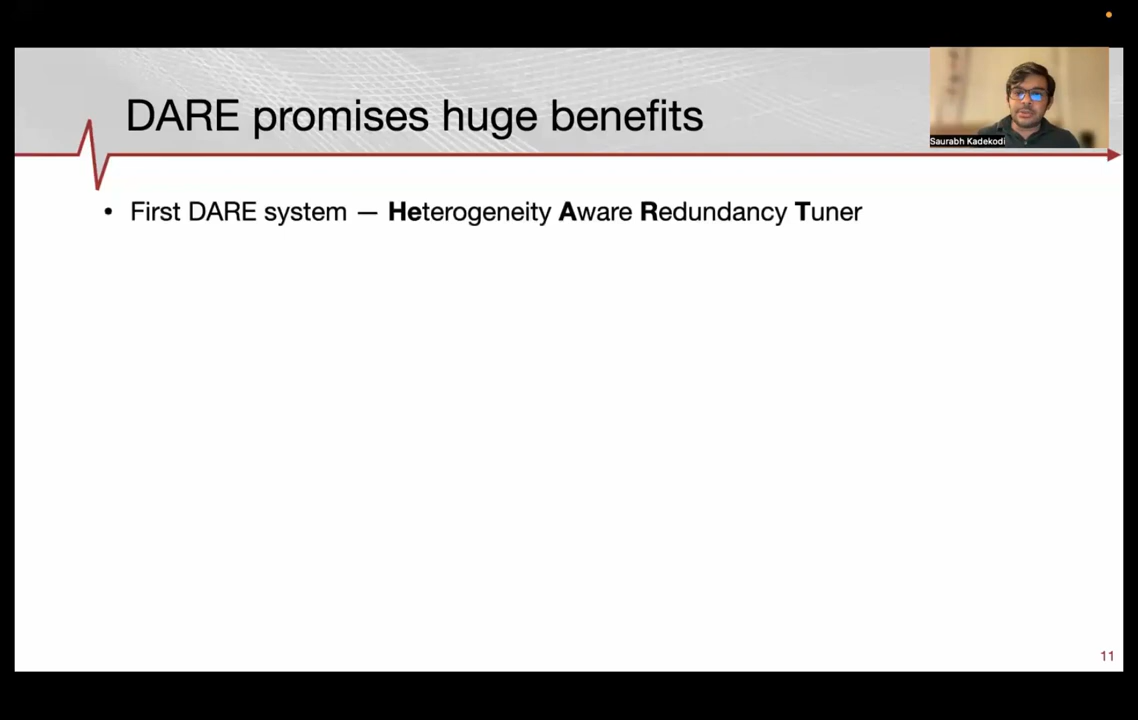 DARE promises huge benefits
Saurabh Kadekodi
• First DARE system — Heterogeneity Aware Redundancy Tuner
11